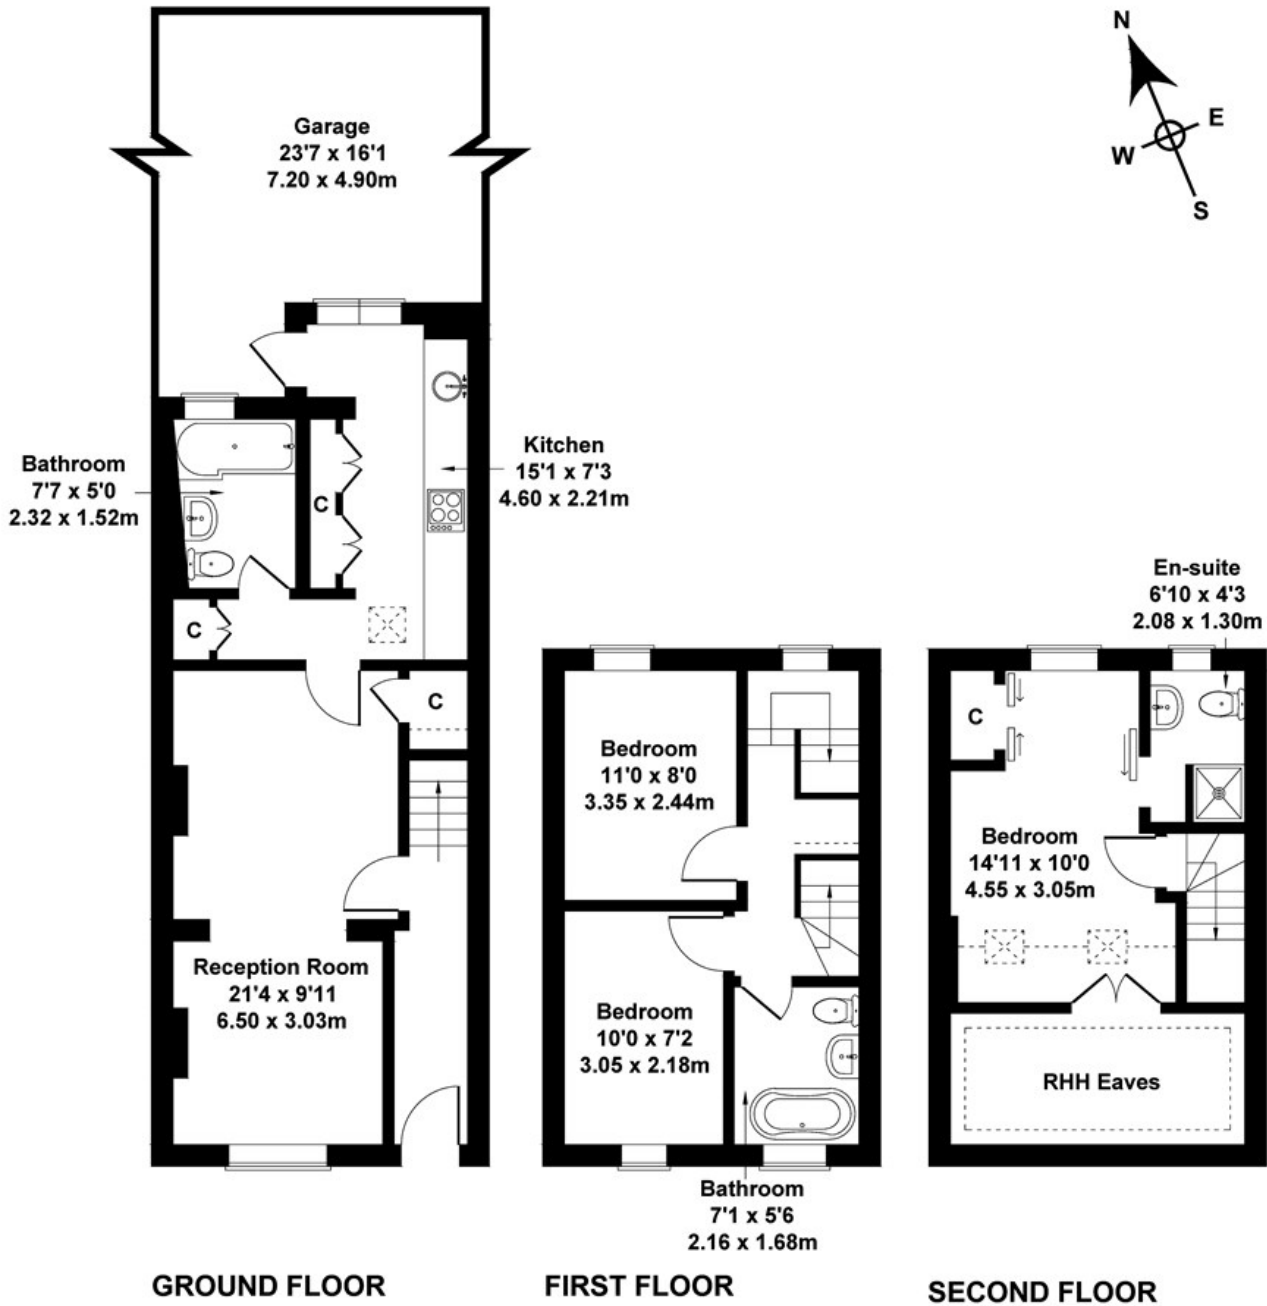 N
E
W
S
Garage
23'7 x 16'1
7.20 x 4.90m
Bathroom
7'7 x 5'0
2.32 x 1.52m
Kitchen
15'1 x 7'3
4.60 x 2.21m
C
C
C
Reception Room
21'4 x 9'11
6.50 x 3.03m
GROUND FLOOR
Bedroom
11'0 x 8'0
3.35 x 2.44m
Bedroom
10'0 x 7'2
3.05 x 2.18m
Bathroom
7'1 x 5'6
2.16 x 1.68m
FIRST FLOOR
En-suite
6'10 x 4'3
2.08 x 1.30m
C
Bedroom
14'11 x 10'0
4.55 x 3.05m
RHH Eaves
SECOND FLOOR